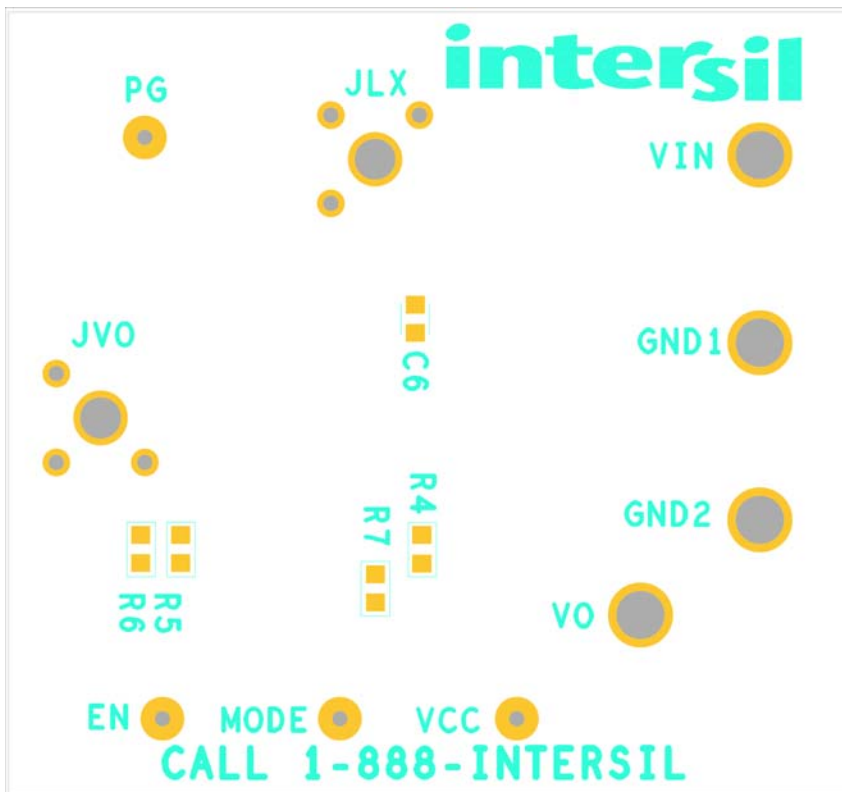 intersil
PG
JLX
VIN
JVO
GND1
C6
R4
R7
GND2
R6
R5
VO
EN
MODE
VCC
CALL 1-888-INTERSIL